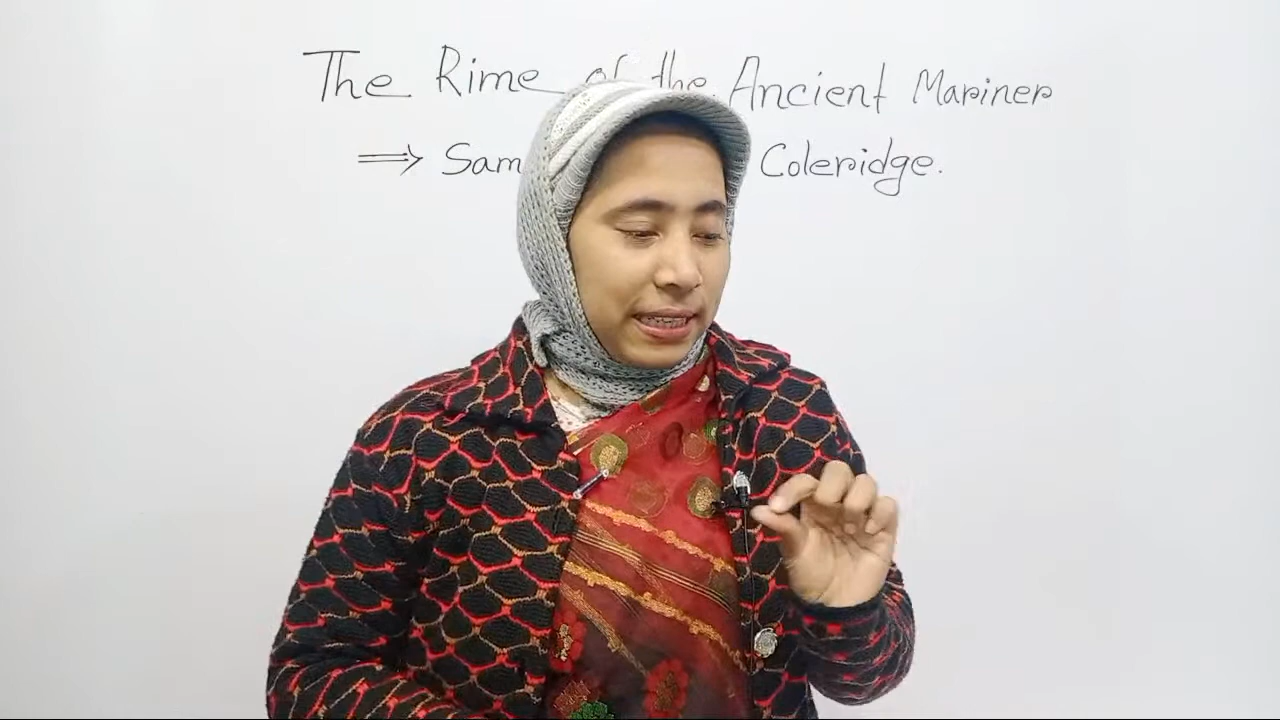 The Rime of the Ancient Mariner
⇒ Sam Coleridge.